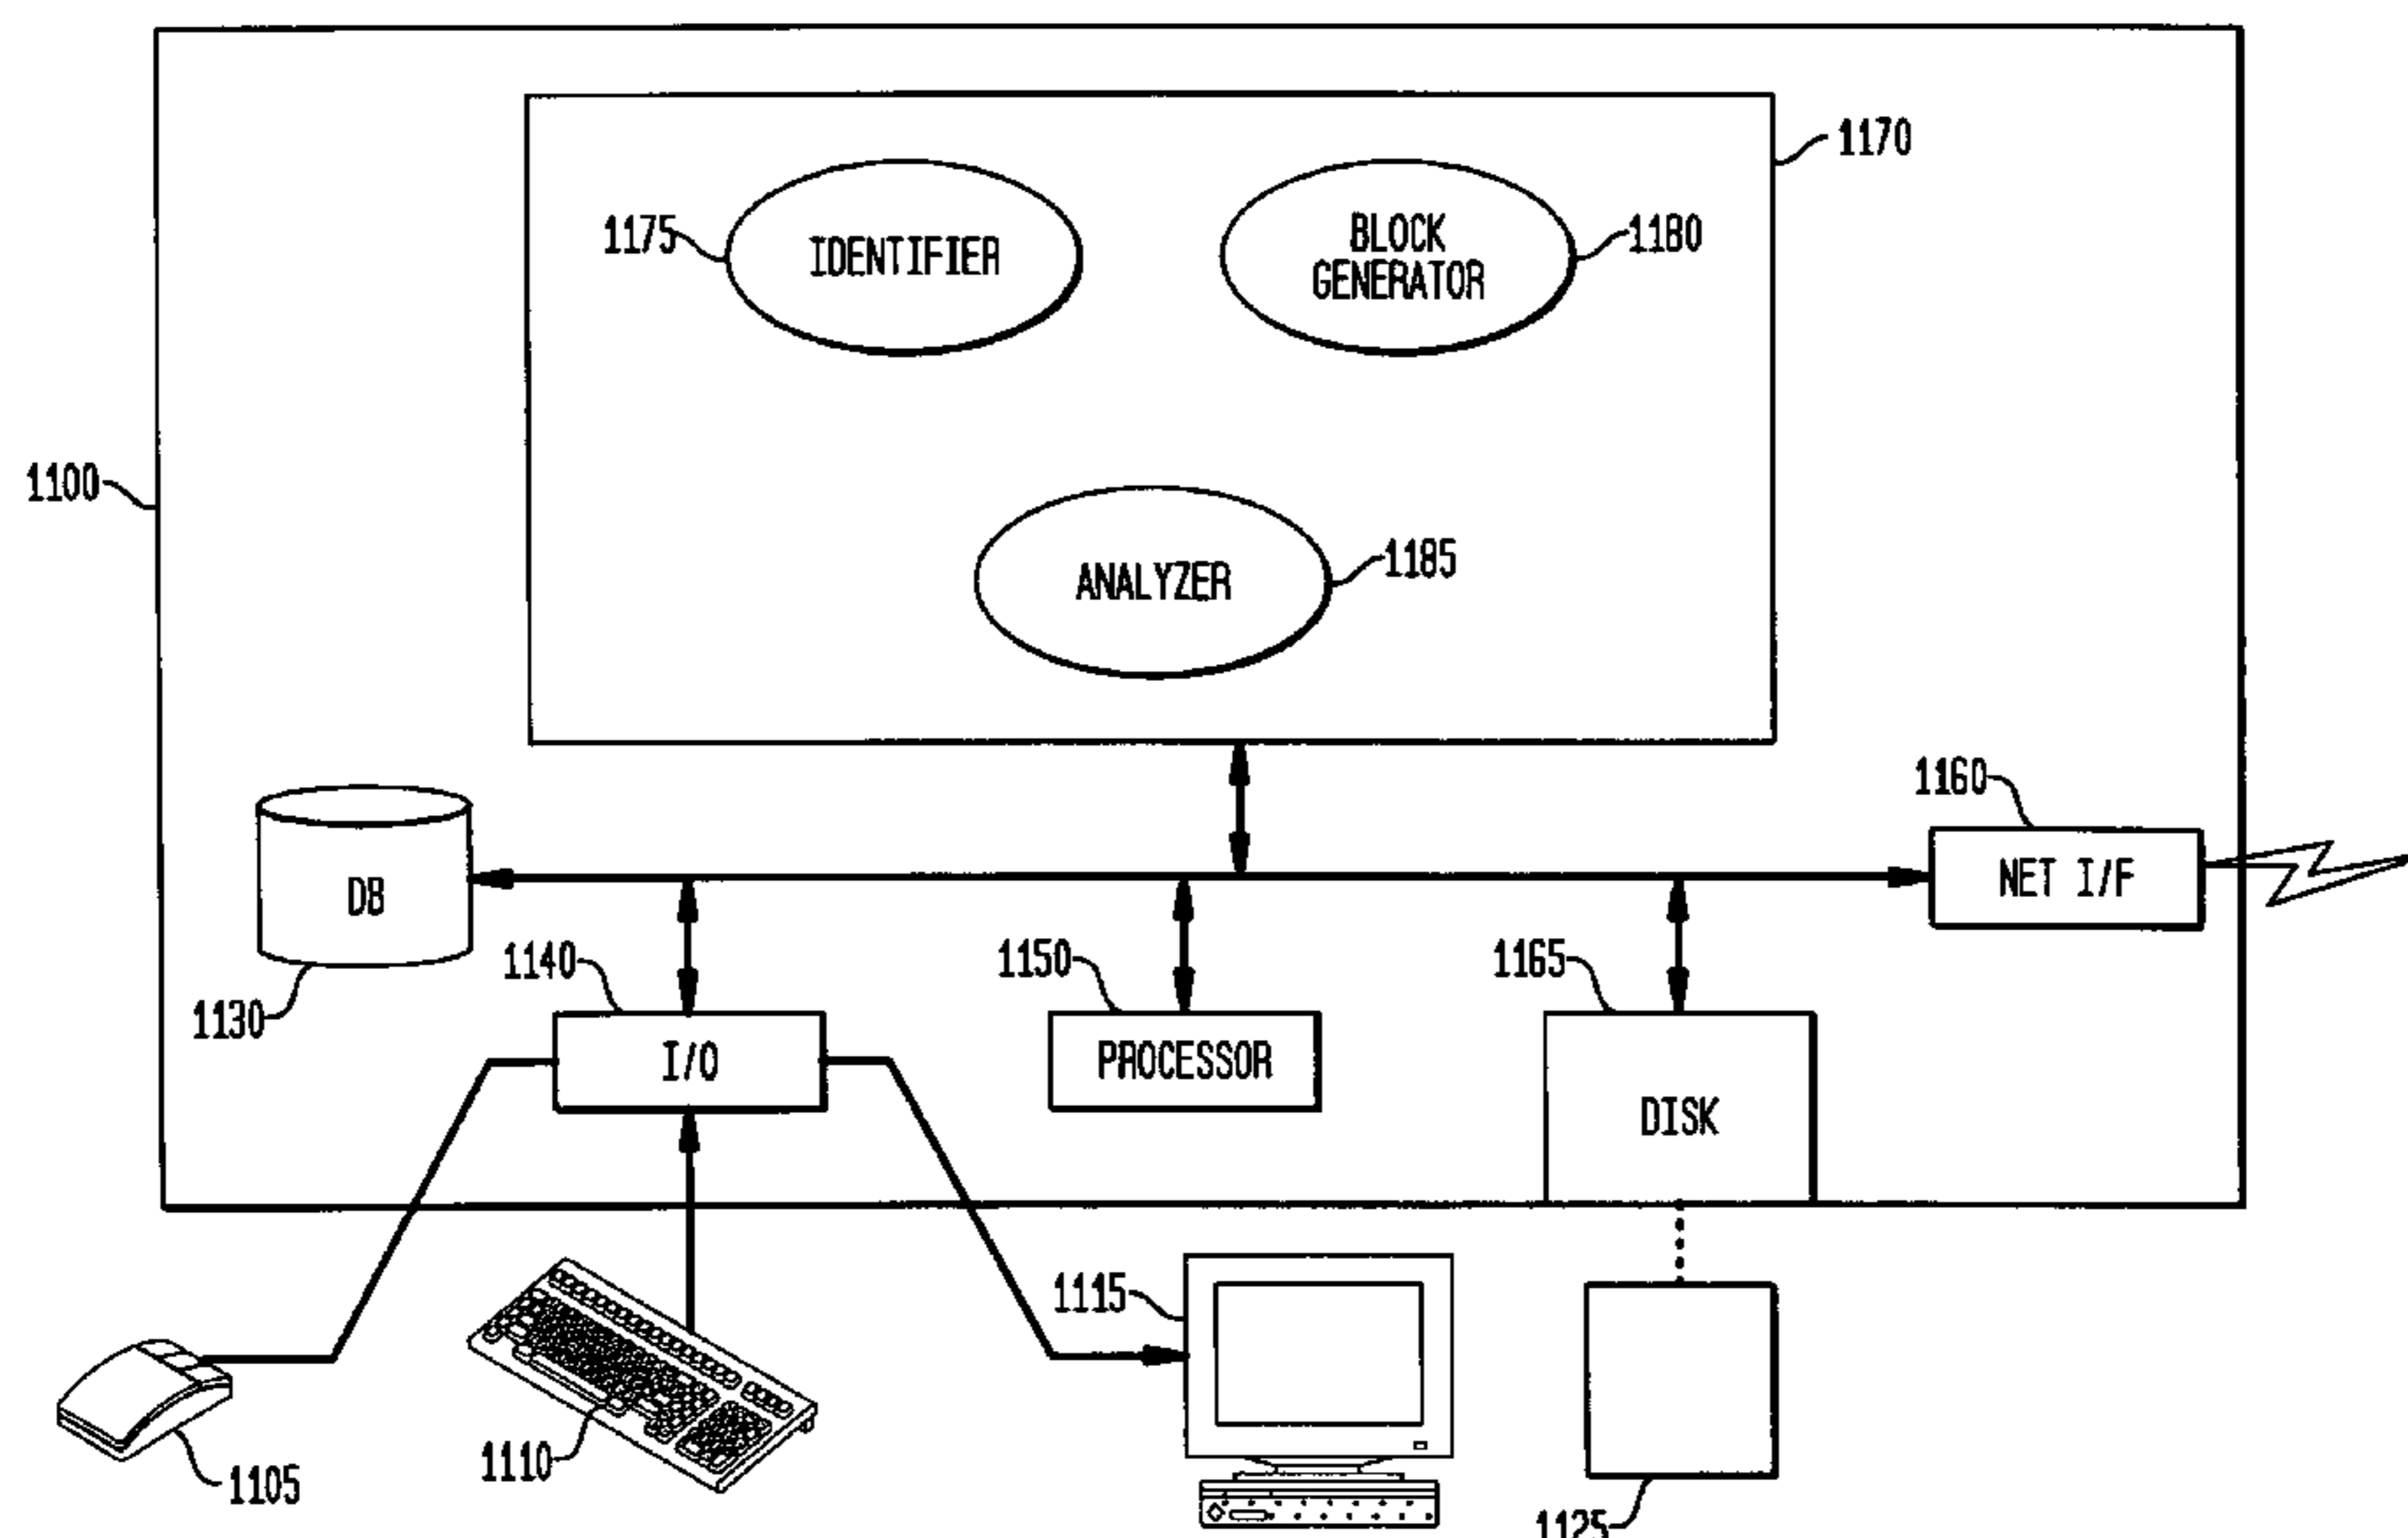 1170
1175
IDENTIFIER
BLOCK
GENERATOR
1180
1100
ANALYZER
1185
1160
NET I/F
DB
1130
1140
I/O
1150
PROCESSOR
1165
DISK
1115
1110
1105
1125